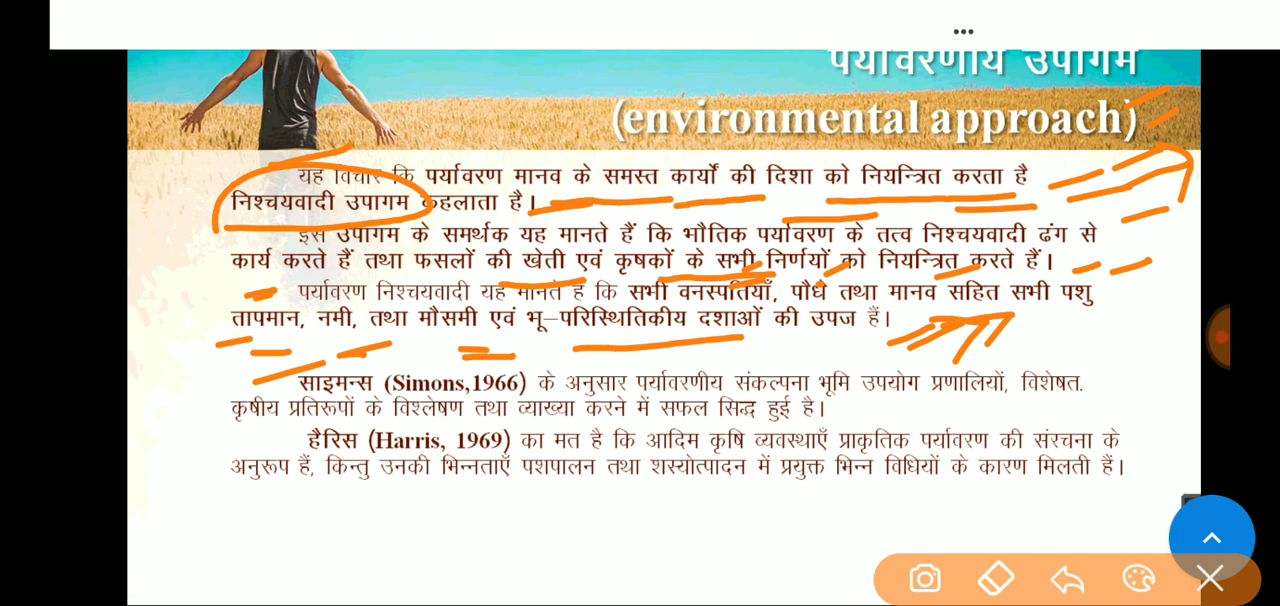 पर्यावरणीय उपागम
(environmental approach)
यह विचार कि पर्यावरण मानव के समस्त कार्यों की दिशा को नियन्त्रित करता है
निश्चयवादी उपागम कहलाता है।
इस उपागम के समर्थक यह मानते हैं कि भौतिक पर्यावरण के तत्व निश्चयवादी ढंग से
कार्य करते हैं तथा फसलों की खेती एवं कृषकों के सभी निर्णयों को नियन्त्रित करते हैं।
पर्यावरण निश्चयवादी यह मानते हैं कि सभी वनस्पतियाँ, पौधे तथा मानव सहित सभी पशु
तापमान, नमी, तथा मौसमी एवं भू–परिस्थितिकीय दशाओं की उपज हैं।
साइमन्स (Simons,1966) के अनुसार पर्यावरणीय संकल्पना भूमि उपयोग प्रणालियों, विशेषत.
कृषीय प्रतिरूपों के विश्लेषण तथा व्याख्या करने में सफल सिद्ध हुई है।
हैरिस (Harris, 1969) का मत है कि आदिम कृषि व्यवस्थाएँ प्राकृतिक पर्यावरण की संरचना के
अनुरूप हैं, किन्तु उनकी भिन्नताएँ पशपालन तथा शस्योत्पादन में प्रयुक्त भिन्न विधियों के कारण मिलती हैं।